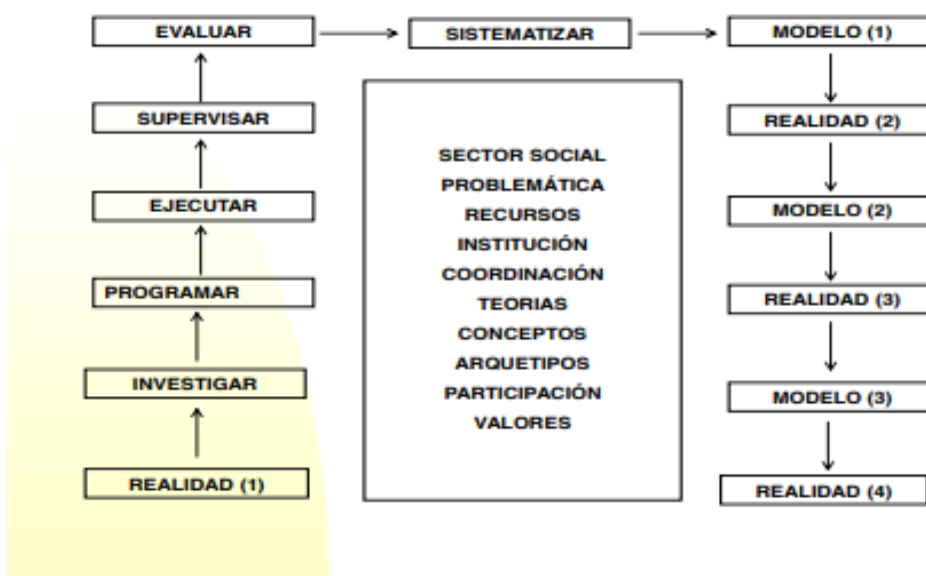 EVALUAR
SISTEMATIZAR
MODELO (1)
SUPERVISAR
REALIDAD (2)
EJECUTAR
MODELO (2)
PROGRAMAR
REALIDAD (3)
INVESTIGAR
MODELO (3)
REALIDAD (1)
REALIDAD (4)
SECTOR SOCIAL
PROBLEMÁTICA
RECURSOS
INSTITUCIÓN
COORDINACIÓN
TEORIAS
CONCEPTOS
ARQUETIPOS
PARTICIPACIÓN
VALORES